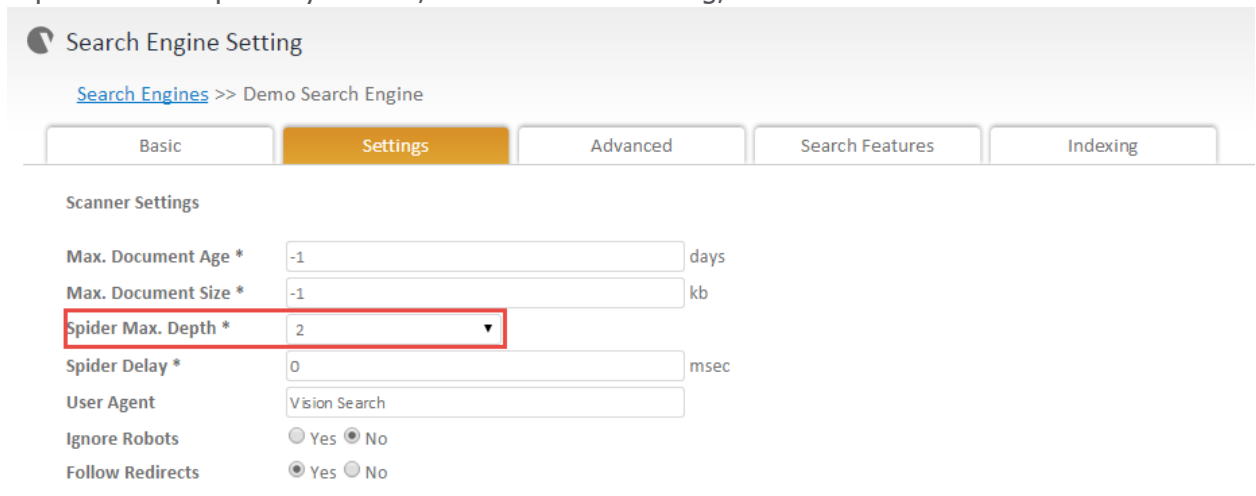 Search Engine Setting
Search Engines >> Demo Search Engine
Basic Settings Advanced Search Features Indexing
Scanner Settings
Max. Document Age * -1 days
Max. Document Size * -1 kb
Spider Max. Depth * 2
Spider Delay * 0 msec
User Agent Vision Search
Ignore Robots Yes No
Follow Redirects Yes No